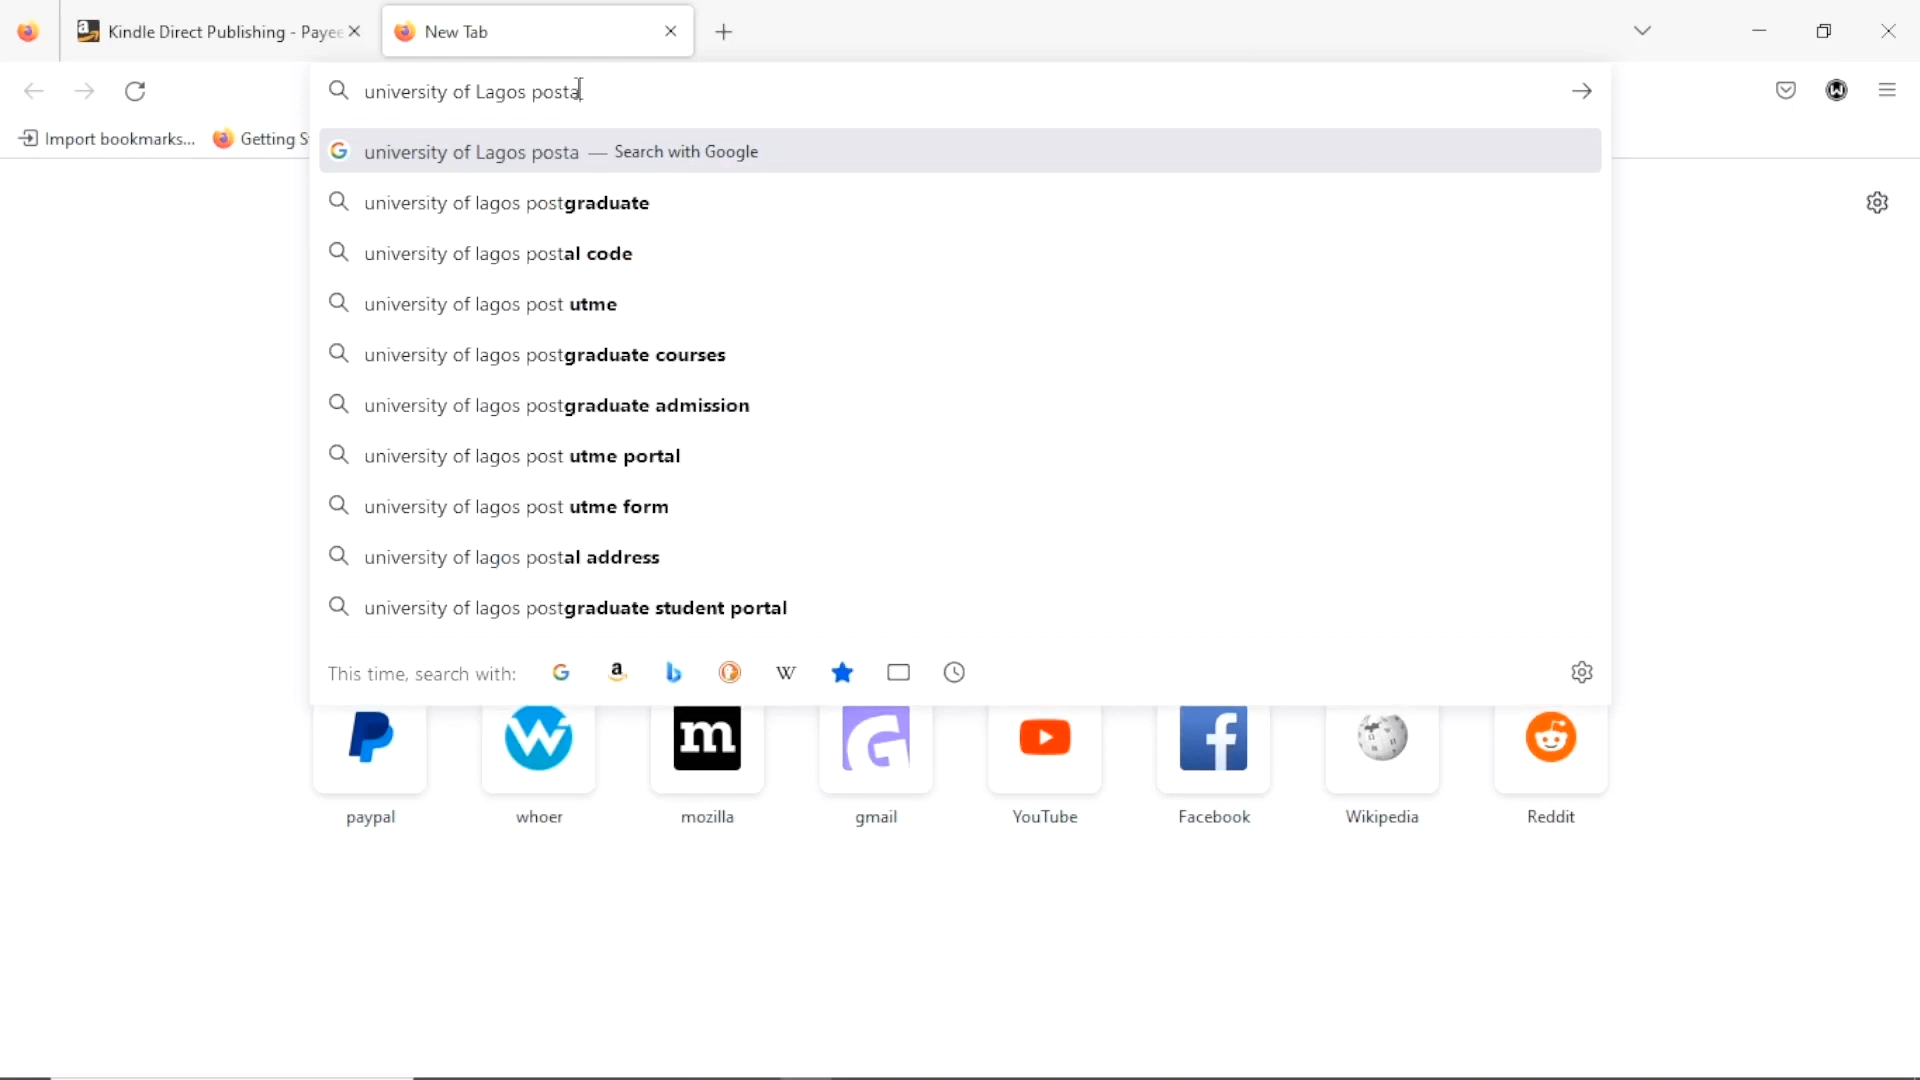 Kindle Direct Publishing - Payee
New Tab
university of Lagos posta
Import bookmarks...
Getting S
university of Lagos posta — Search with Google
university of lagos postgraduate
university of lagos postal code
university of lagos post utme
university of lagos postgraduate courses
university of lagos postgraduate admission
university of lagos post utme portal
university of lagos post utme form
university of lagos postal address
university of lagos postgraduate student portal
This time, search with:
paypal
whoer
mozilla
gmail
YouTube
Facebook
Wikipedia
Reddit